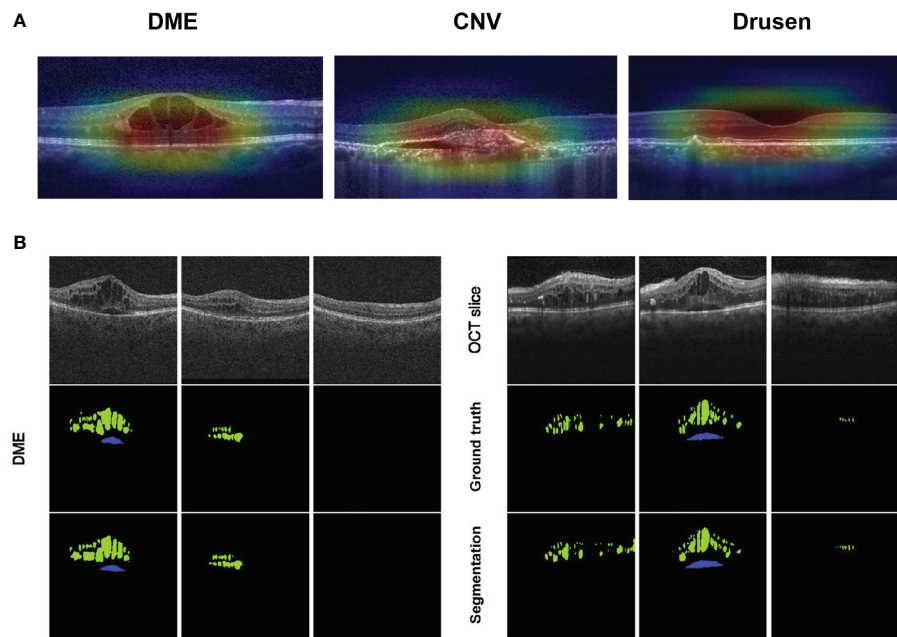 A
DME
CNV
Drusen
B
DME
OCT slice
Ground truth
Segmentation